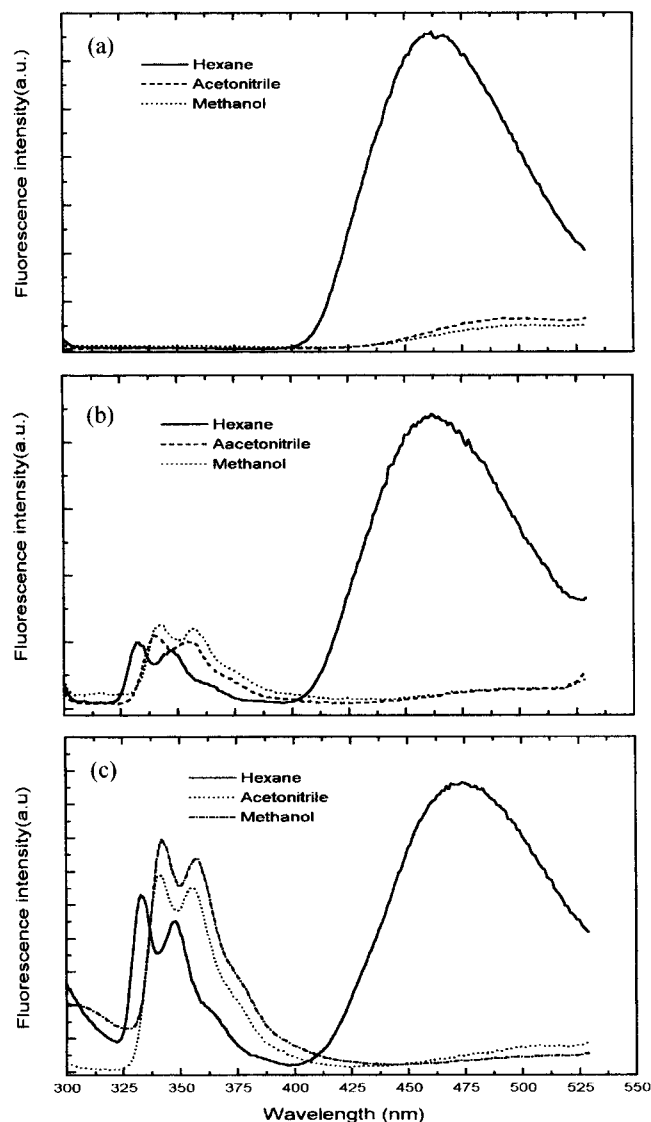 (a)
Hexane
Acetonitrile
Methanol
Fluorescence intensity(a.u.)
(b)
Hexane
Aacetonitrile
Methanol
Fluorescence intensity(a.u.)
(c)
Hexane
Acetonitrile
Methanol
Fluorescence intensity(a.u)
300 325 350 375 400 425 450 475 500 525 550
Wavelength (nm)